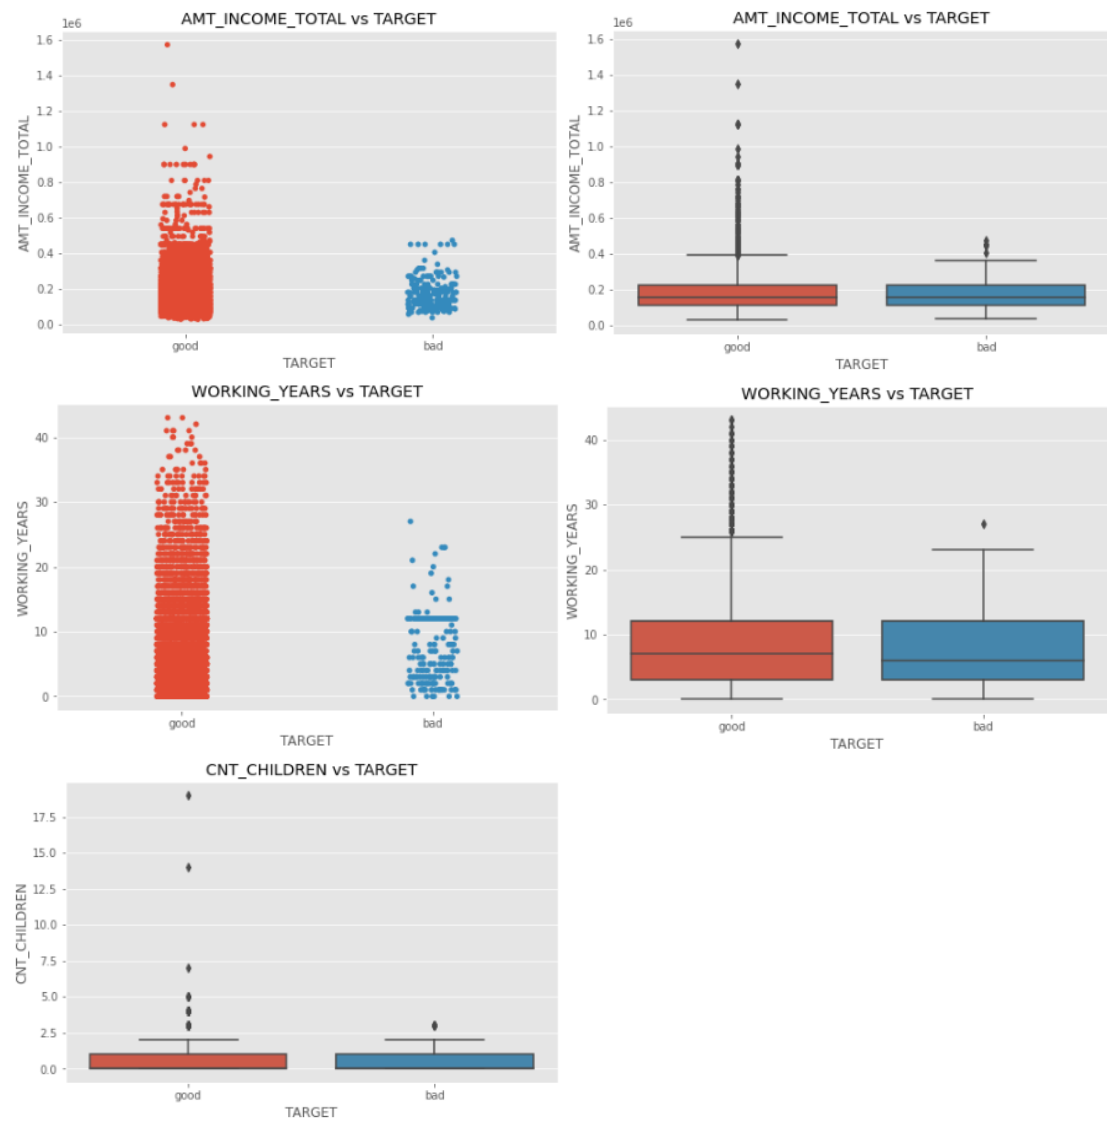 AMT_INCOME_TOTAL vs TARGET
1e6
1.6
1.4
1.2
1.0
0.8
0.6
0.4
0.2
0.0
AMT_INCOME_TOTAL
good
bad
TARGET
AMT_INCOME_TOTAL vs TARGET
1e6
1.6
1.4
1.2
1.0
0.8
0.6
0.4
0.2
0.0
AMT_INCOME_TOTAL
good
bad
TARGET
WORKING_YEARS vs TARGET
40
30
20
10
0
WORKING_YEARS
good
bad
TARGET
WORKING_YEARS vs TARGET
40
30
20
10
0
WORKING_YEARS
good
bad
TARGET
CNT_CHILDREN vs TARGET
17.5
15.0
12.5
10.0
7.5
5.0
2.5
0.0
CNT_CHILDREN
good
bad
TARGET